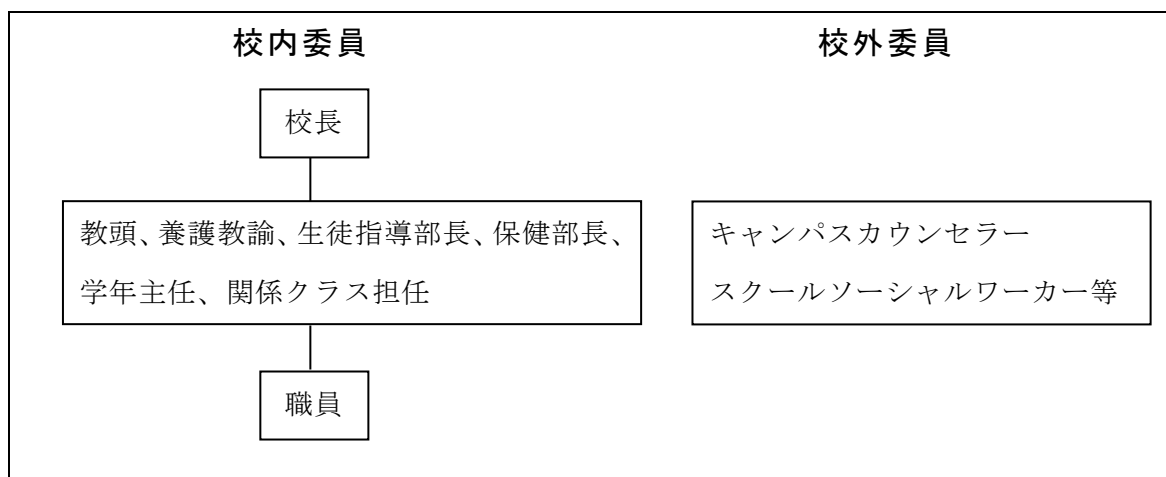 校内委員
校外委員
校長
教頭、養護教諭、生徒指導部長、保健部長、
学年主任、関係クラス担任
キャンパスカウンセラー
スクールソーシャルワーカー等
職員